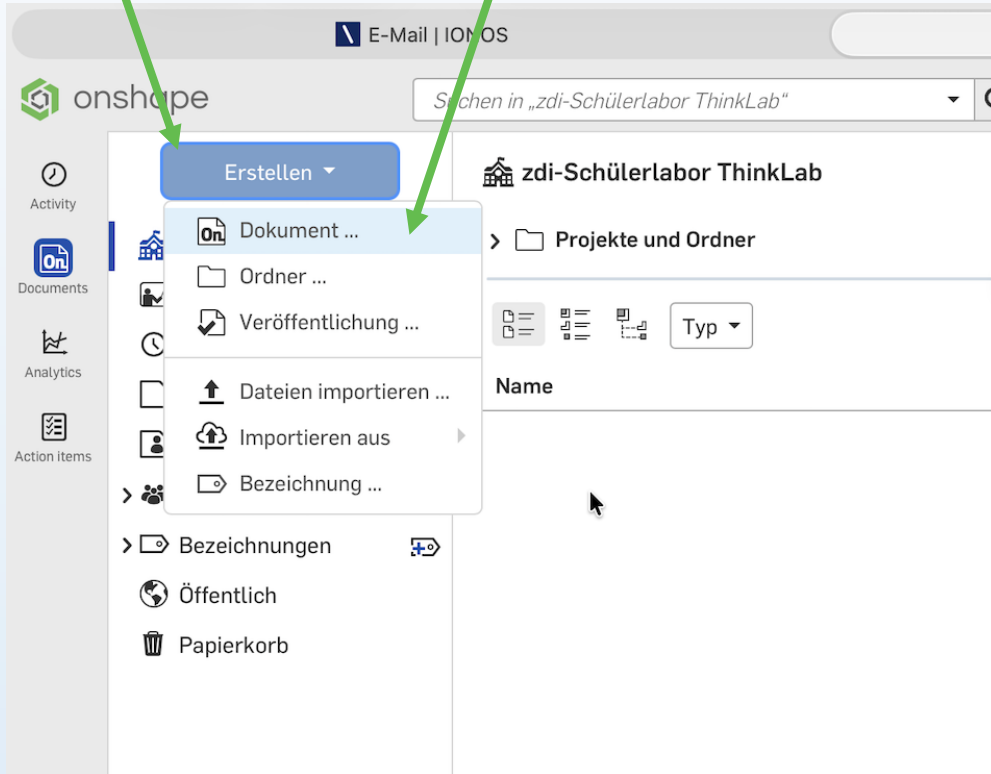 E-Mail | IONOS
onshape
Suchen in „zdi-Schülerlabor ThinkLab“
Activity
Documents
Analytics
Action items
Erstellen
On Dokument ...
Ordner ...
Veröffentlichung ...
Dateien importieren ...
Importieren aus
Bezeichnung ...
Bezeichnungen
Öffentlich
Papierkorb
zdi-Schülerlabor ThinkLab
Projekte und Ordner
Typ
Name